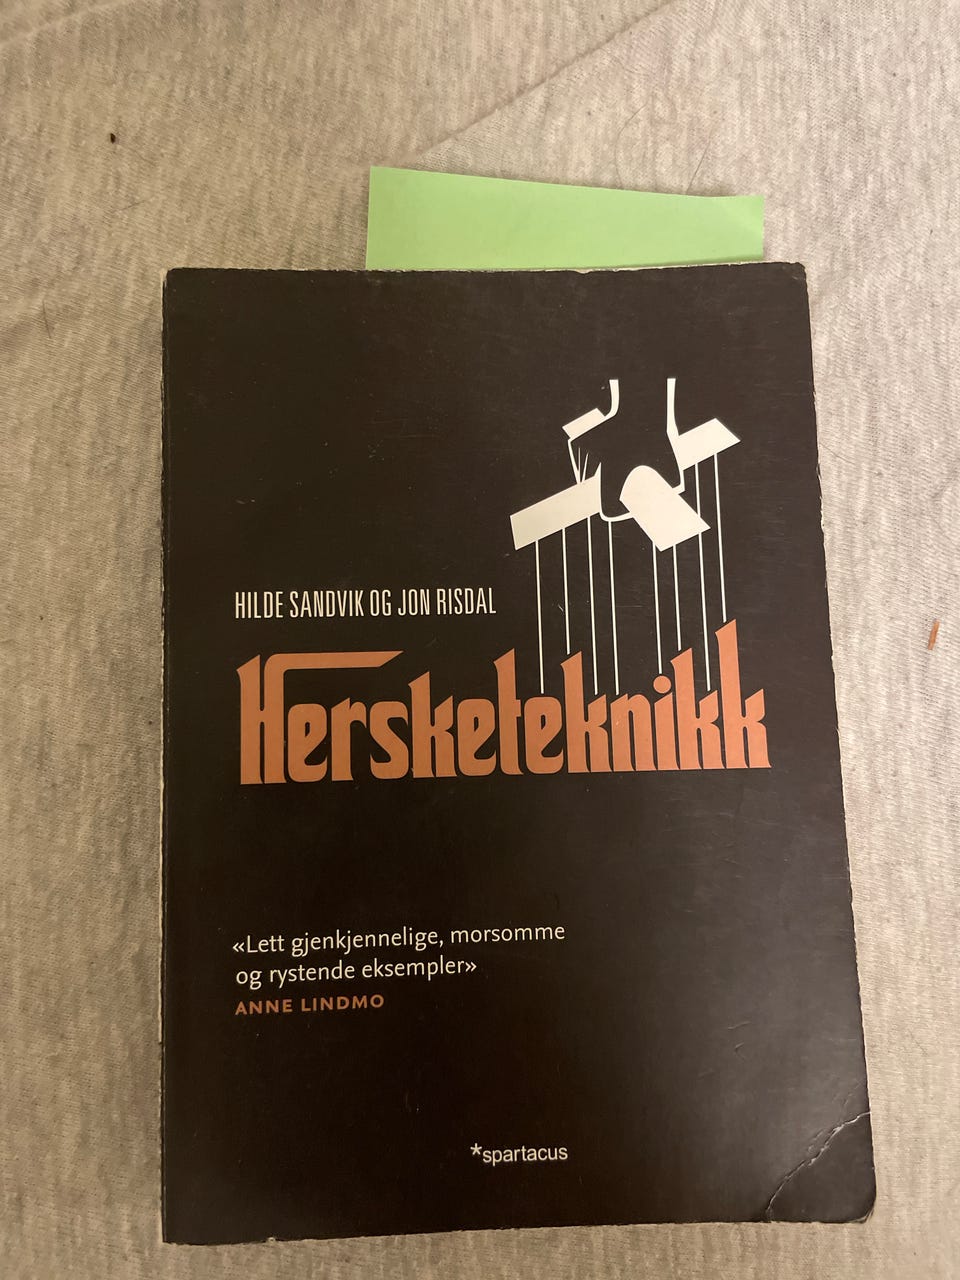 HILDE SANDVIK OG JON RISDAL
Hersketeknikk
«Lett gjenkjennelige, morsomme
og rystende eksempler»
ANNE LINDMO
*spartacus